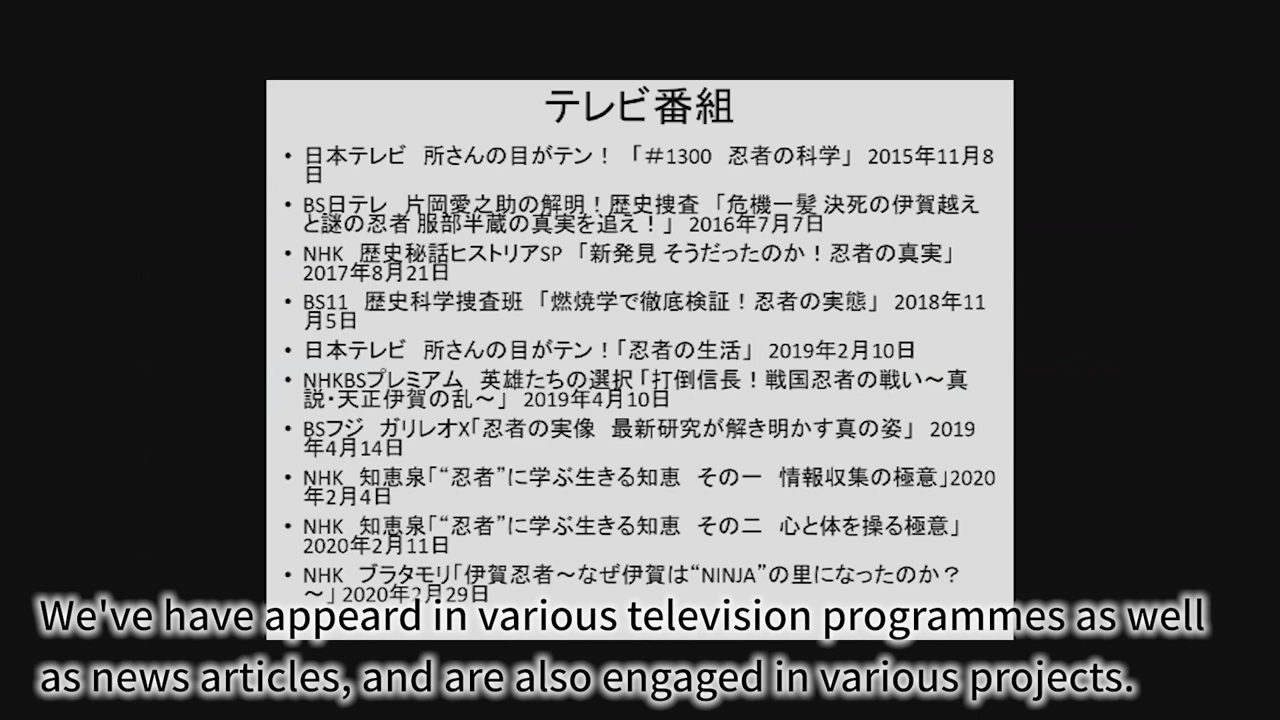 テレビ番組
• 日本テレビ　所さんの目がテン！　「＃1300　忍者の科学」　2015年11月8
日
• BS日テレ　片岡愛之助の解明！歴史捜査　「危機一髪 決死の伊賀越え
と謎の忍者 服部半蔵の真実を追え！」　2016年7月7日
• NHK　歴史秘話ヒストリアSP　「新発見 そうだったのか！忍者の真実」
2017年8月21日
• BS11　歴史科学捜査班　「燃焼学で徹底検証！忍者の実態」　2018年11
月5日
• 日本テレビ　所さんの目がテン！「忍者の生活」　2019年2月10日
• NHKBSプレミアム　英雄たちの選択「打倒信長！戦国忍者の戦い～真
説・天正伊賀の乱～」　2019年4月10日
• BSフジ　ガリレオX「忍者の実像　最新研究が解き明かす真の姿」　2019
年4月14日
• NHK　知恵泉「“忍者”に学ぶ生きる知恵　その一　情報収集の極意」2020
年2月4日
• NHK　知恵泉「“忍者”に学ぶ生きる知恵　その二　心と体を操る極意」
2020年2月11日
• NHK　ブラタモリ「伊賀忍者～なぜ伊賀は“NINJA”の里になったのか？
～」2020年2月29日
We've have appeard in various television programmes as well
as news articles, and are also engaged in various projects.